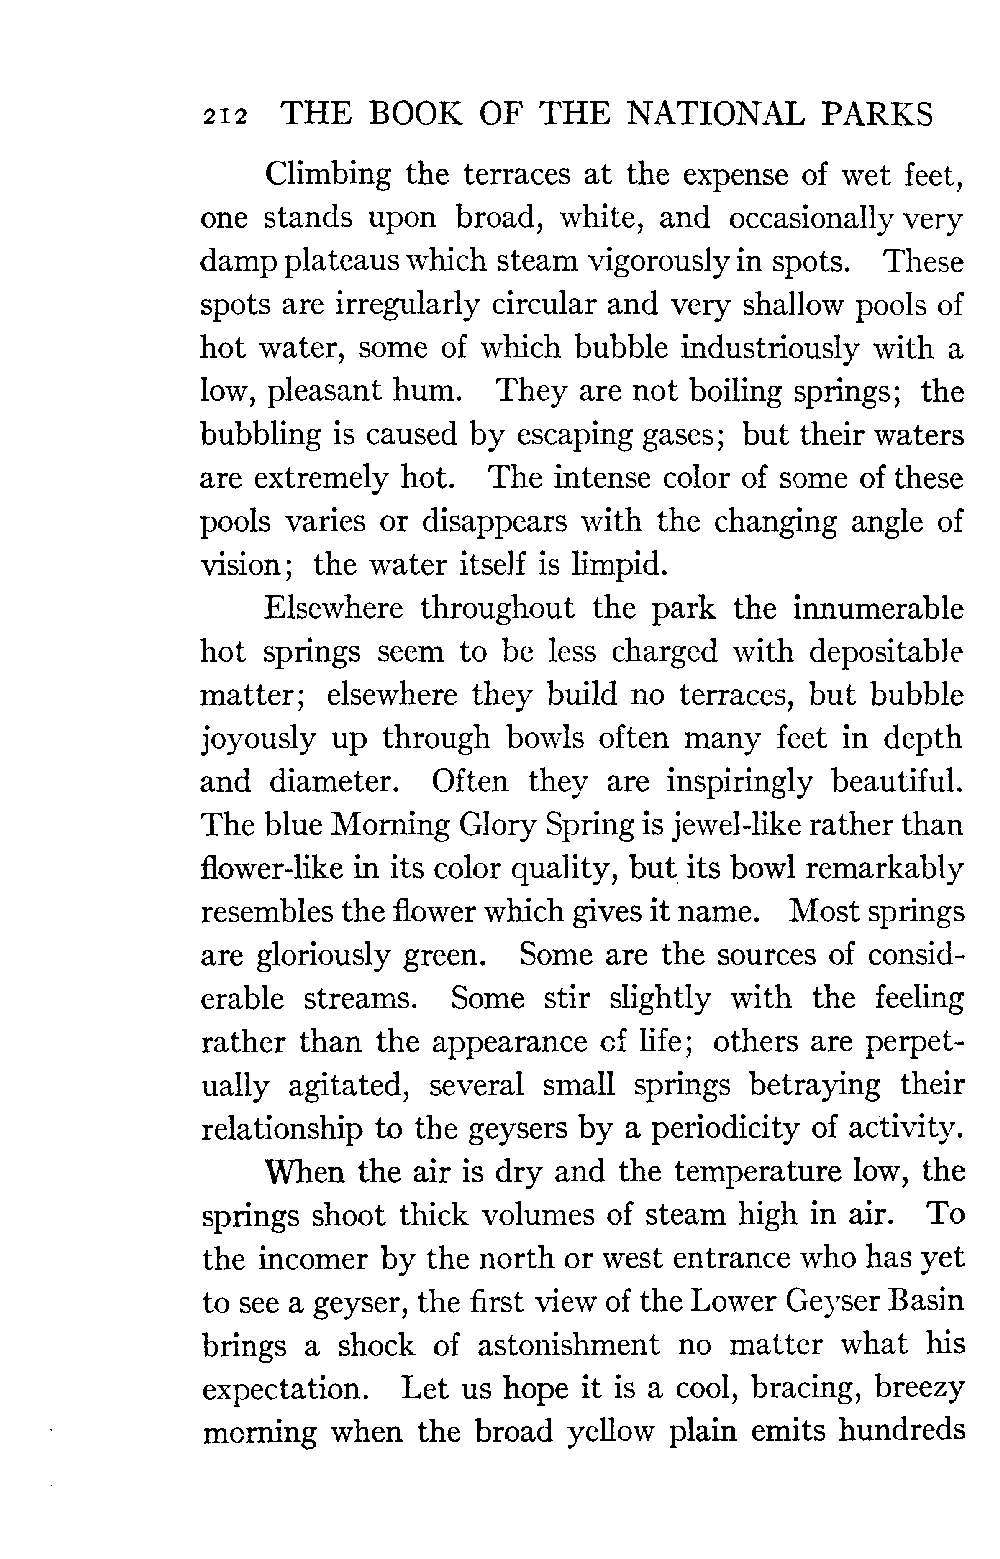 212 THE BOOK OF THE NATIONAL PARKS
Climbing the terraces at the expense of wet feet,
one stands upon broad, white, and occasionally very
damp plateaus which steam vigorously in spots. These
spots are irregularly circular and very shallow pools of
hot water, some of which bubble industriously with a
low, pleasant hum. They are not boiling springs; the
bubbling is caused by escaping gases; but their waters
are extremely hot. The intense color of some of these
pools varies or disappears with the changing angle of
vision; the water itself is limpid.
Elsewhere throughout the park the innumerable
hot springs seem to be less charged with depositable
matter; elsewhere they build no terraces, but bubble
joyously up through bowls often many feet in depth
and diameter. Often they are inspiringly beautiful.
The blue Morning Glory Spring is jewel-like rather than
flower-like in its color quality, but its bowl remarkably
resembles the flower which gives it name. Most springs
are gloriously green. Some are the sources of consid-
erable streams. Some stir slightly with the feeling
rather than the appearance of life; others are perpet-
ually agitated, several small springs betraying their
relationship to the geysers by a periodicity of activity.
When the air is dry and the temperature low, the
springs shoot thick volumes of steam high in air. To
the incomer by the north or west entrance who has yet
to see a geyser, the first view of the Lower Geyser Basin
brings a shock of astonishment no matter what his
expectation. Let us hope it is a cool, bracing, breezy
morning when the broad yellow plain emits hundreds